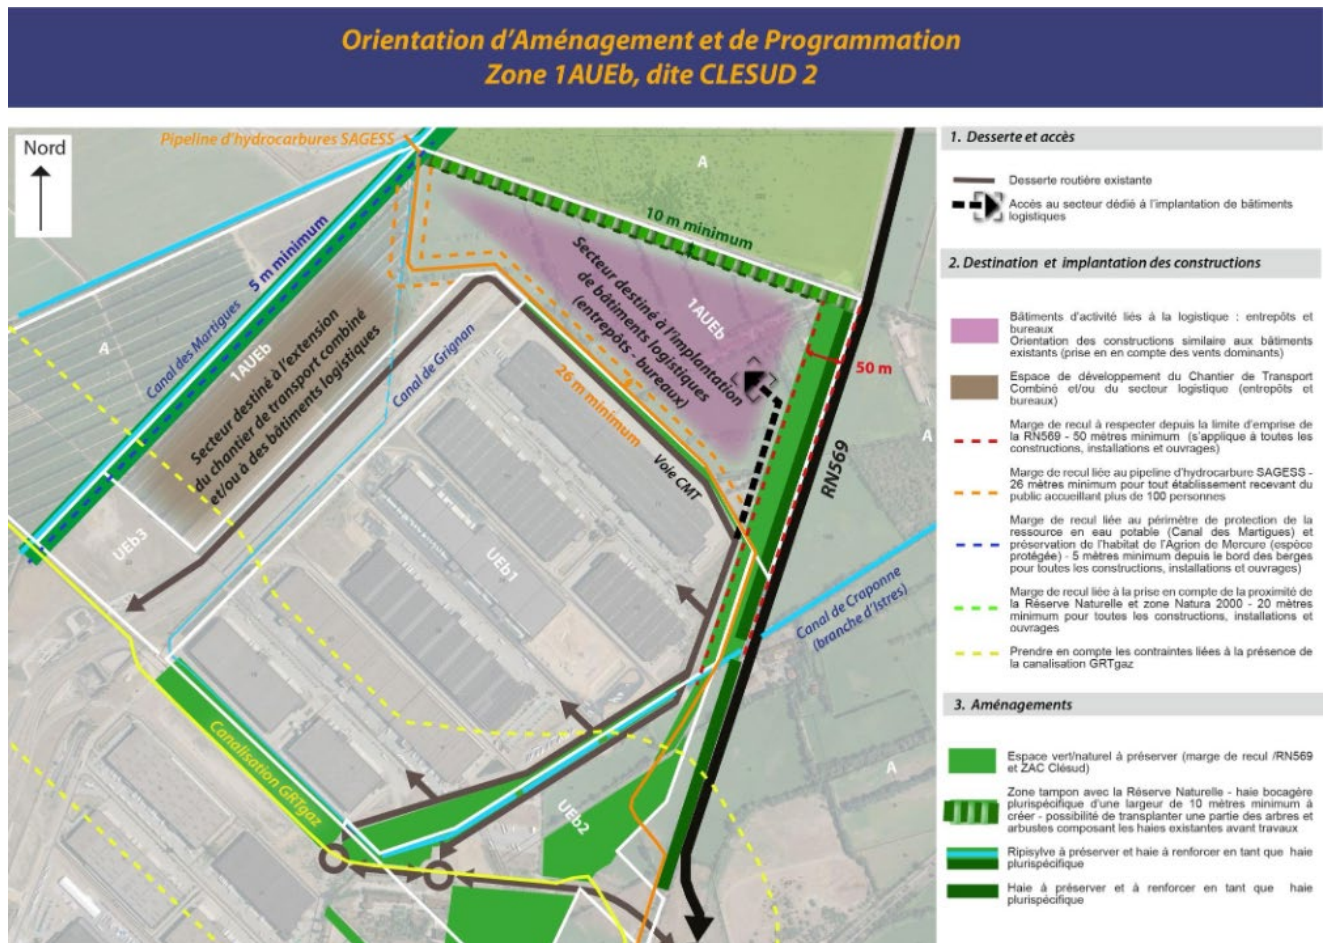 Orientation d'Aménagement et de Programmation
Zone 1AUEb, dite CLESUD 2
Nord
Pipeline d'hydrocarbures SAGESS
A
10 m minimum
5 m minimum
Canal des Martigues
A
1AUEb
Secteur destiné à l'extension
du chantier de transport combiné
et/ou à des bâtiments logistiques
Canal de Grignan
26 m minimum
Secteur destiné à l'implantation
de bâtiments logistiques
(entrepôts - bureaux)
1AUEb
50 m
RN569
A
Voie CMT
UEb3
UEb1
Canal de Craponne
(branche d'Istres)
Canalisation GRTgaz
UEb2
A
1. Desserte et accès
Desserte routière existante
Accès au secteur dédié à l'implantation de bâtiments
logistiques
2. Destination et implantation des constructions
Bâtiments d'activité liés à la logistique : entrepôts et
bureaux
Orientation des constructions similaire aux bâtiments
existants (prise en en compte des vents dominants)
Espace de développement du Chantier de Transport
Combiné et/ou du secteur logistique (entrepôts et
bureaux)
Marge de recul à respecter depuis la limite d'emprise de
la RN569 - 50 mètres minimum (s'applique à toutes les
constructions, installations et ouvrages)
Marge de recul liée au pipeline d'hydrocarbure SAGESS -
26 mètres minimum pour tout établissement recevant du
public accueillant plus de 100 personnes
Marge de recul liée au périmètre de protection de la
ressource en eau potable (Canal des Martigues) et
préservation de l'habitat de l'Agrion de Mercure (espèce
protégée) - 5 mètres minimum depuis le bord des berges
pour toutes les constructions, installations et ouvrages)
Marge de recul liée à la prise en compte de la proximité de
la Réserve Naturelle et zone Natura 2000 - 20 mètres
minimum pour toutes les constructions, installations et
ouvrages
Prendre en compte les contraintes liées à la présence de
la canalisation GRTgaz
3. Aménagements
Espace vert/naturel à préserver (marge de recul /RN569
et ZAC Clésud)
Zone tampon avec la Réserve Naturelle - haie bocagère
plurispécifique d'une largeur de 10 mètres minimum à
créer - possibilité de transplanter une partie des arbres et
arbustes composant les haies existantes avant travaux
Ripisylve à préserver et haie à renforcer en tant que haie
plurispécifique
Haie à préserver et à renforcer en tant que haie
plurispécifique